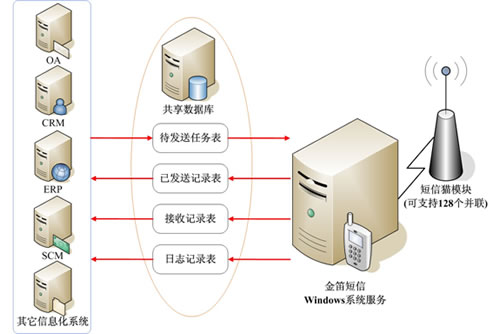 OA
CRM
ERP
SCM
其它信息化系统
共享数据库
待发送任务表
已发送记录表
接收记录表
日志记录表
金笛短信
Windows系统服务
短信猫模块
(可支持128个并联)